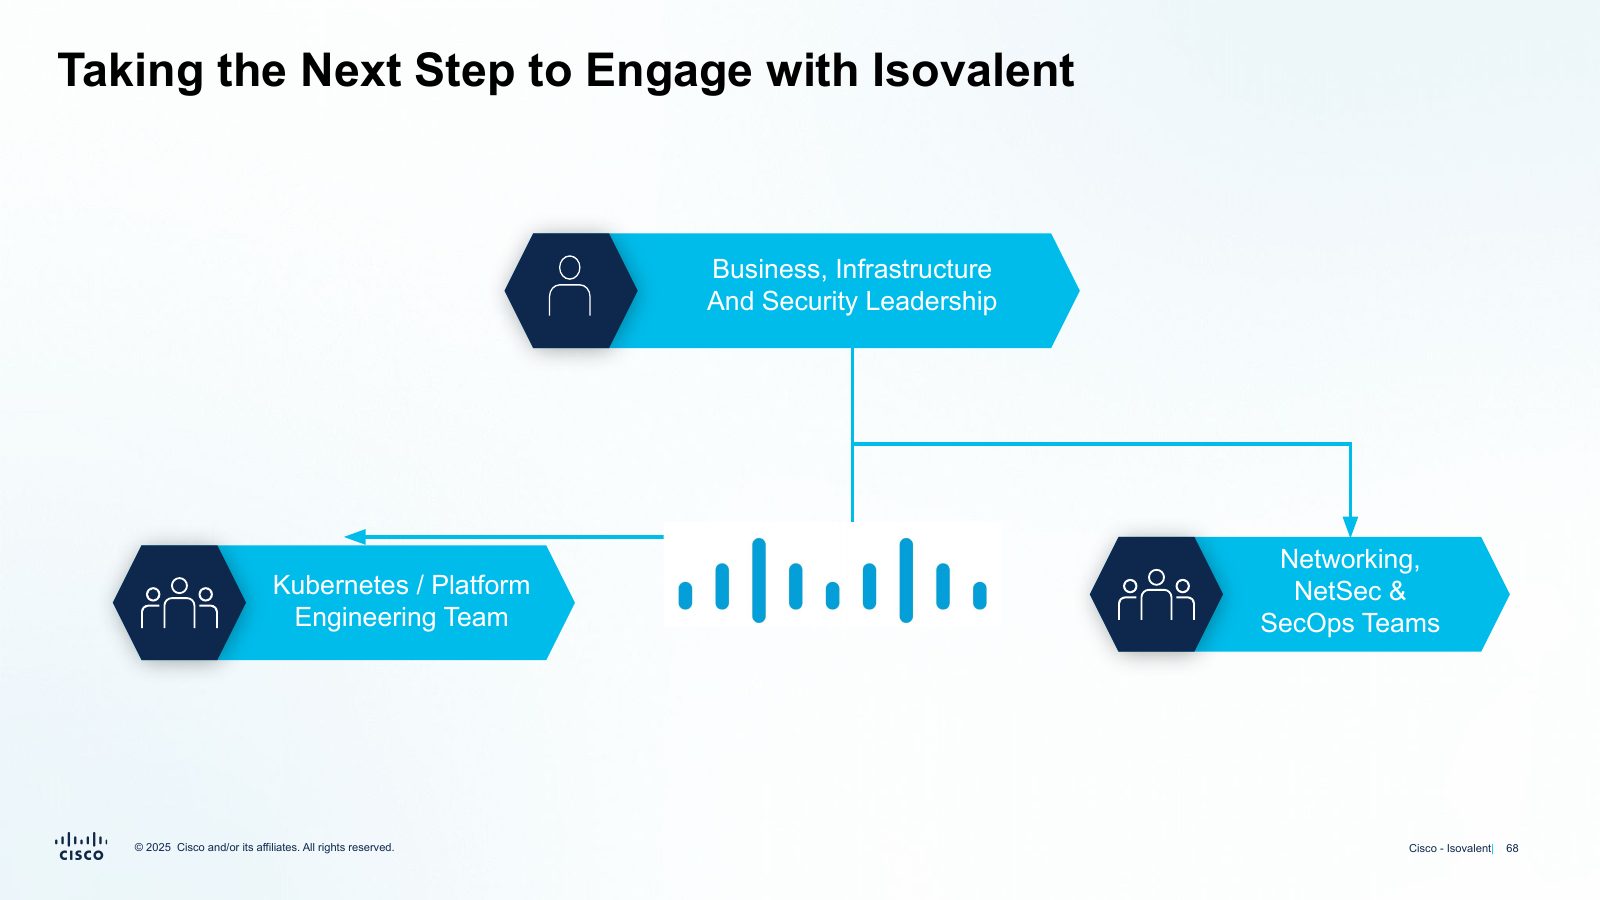 Taking the Next Step to Engage with Isovalent
Business, Infrastructure
And Security Leadership
Kubernetes / Platform
Engineering Team
Networking,
NetSec &
SecOps Teams
CISCO
© 2025  Cisco and/or its affiliates. All rights reserved.
Cisco - Isovalent| 68